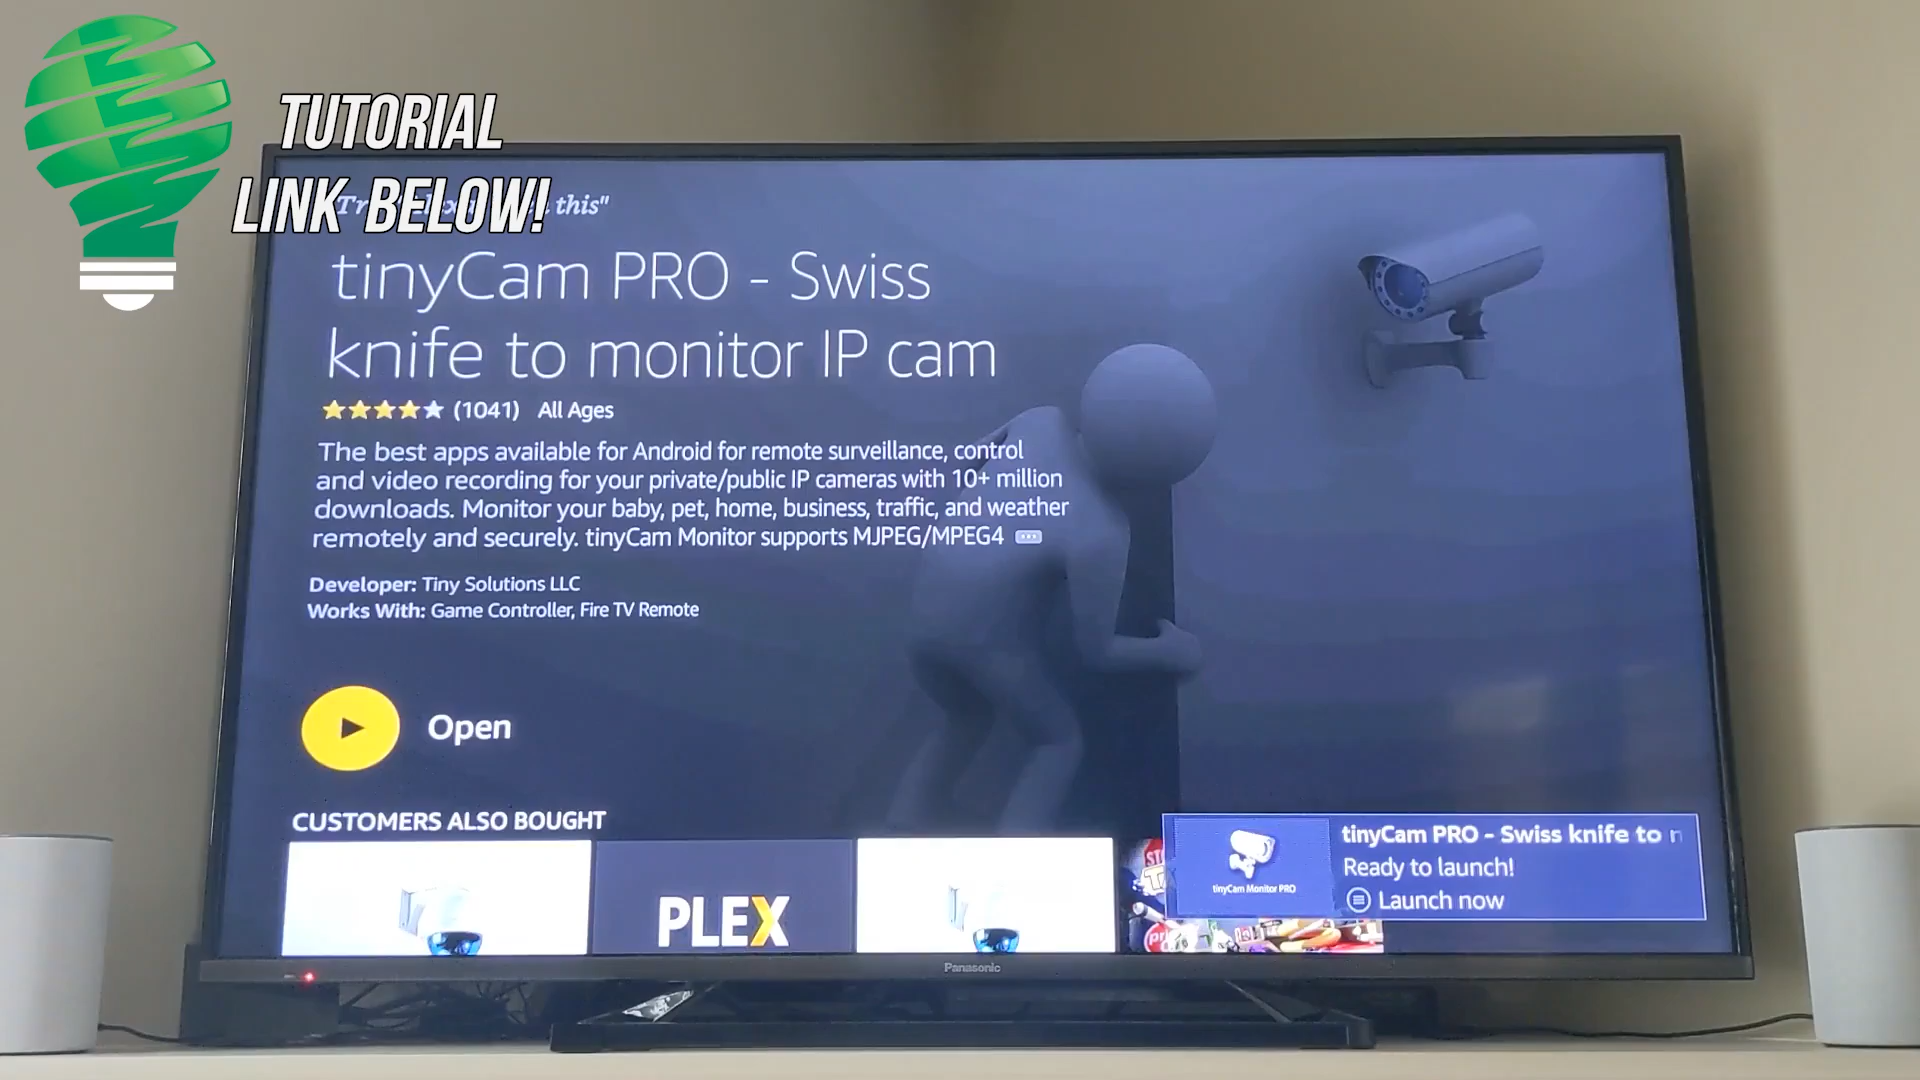 TUTORIAL
LINK BELOW!
this"
tinyCam PRO - Swiss
knife to monitor IP cam
(1041) All Ages
The best apps available for Android for remote surveillance, control
and video recording for your private/public IP cameras with 10+ million
downloads. Monitor your baby, pet, home, business, traffic, and weather
remotely and securely. tinyCam Monitor supports MJPEG/MPEG4
Developer: Tiny Solutions LLC
Works With: Game Controller, Fire TV Remote
Open
CUSTOMERS ALSO BOUGHT
PLEX
tinyCam Monitor PRO
tinyCam PRO - Swiss knife to
Ready to launch!
Launch now
Panasonic